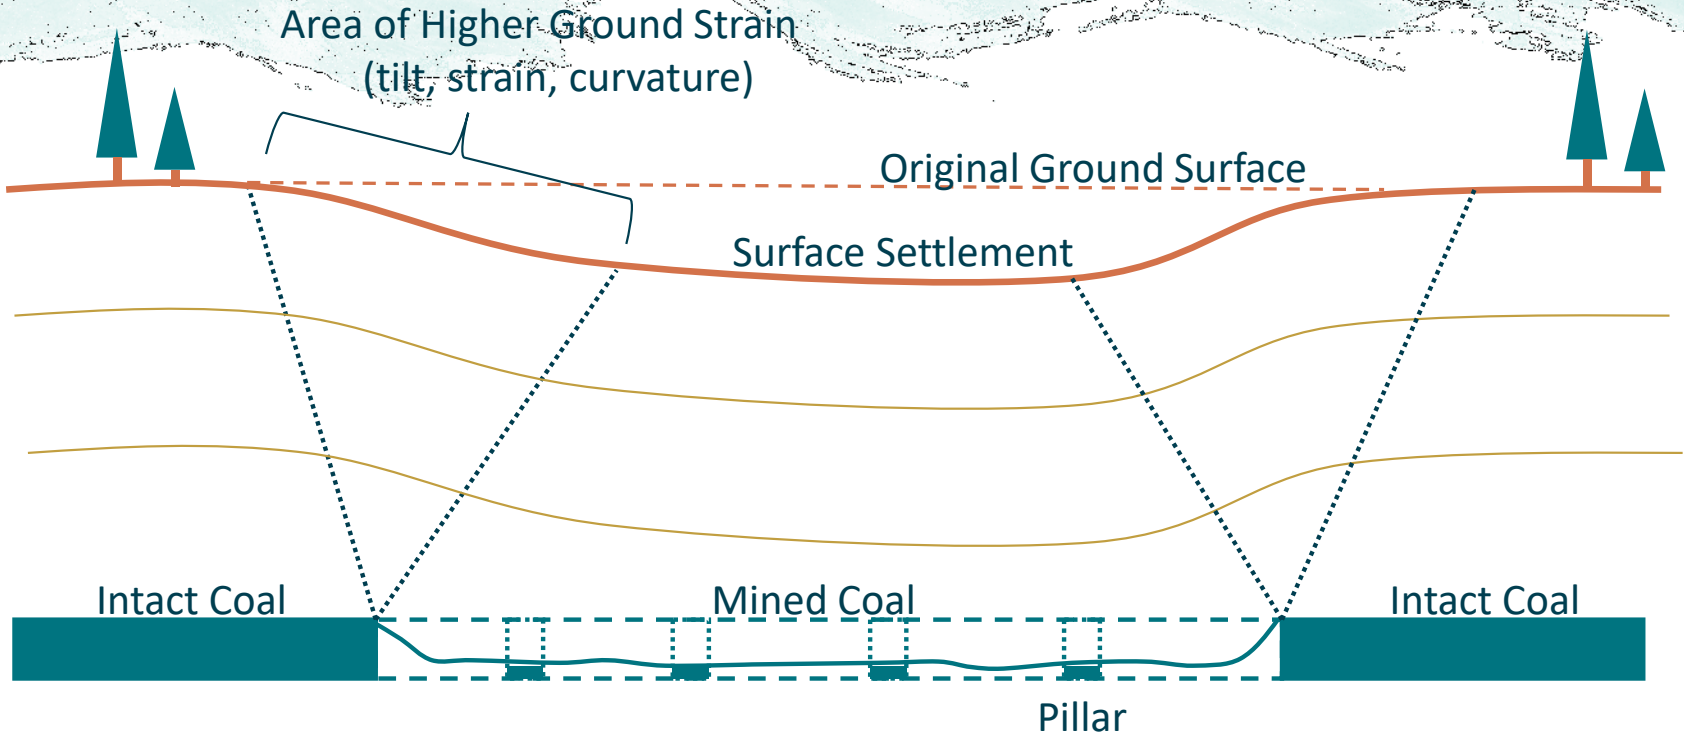 Area of Higher Ground Strain
(tilt, strain, curvature)
Original Ground Surface
Surface Settlement
Intact Coal
Mined Coal
Intact Coal
Pillar